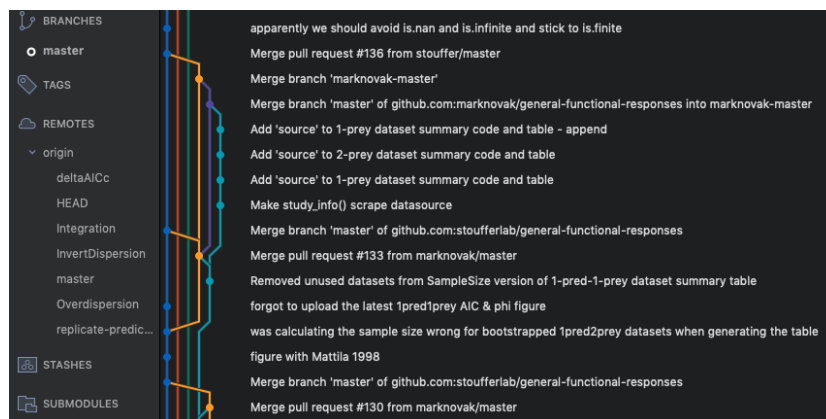 BRANCHES
master
TAGS
REMOTES
origin
deltaAICc
HEAD
Integration
InvertDispersion
master
Overdispersion
replicate-predic...
STASHES
SUBMODULES
apparently we should avoid is.nan and is.infinite and stick to is.finite
Merge pull request #136 from stouffer/master
Merge branch 'marknovak-master'
Merge branch 'master' of github.com:marknovak/general-functional-responses into marknovak-master
Add 'source' to 1-prey dataset summary code and table - append
Add 'source' to 2-prey dataset summary code and table
Add 'source' to 1-prey dataset summary code and table
Make study_info() scrape datasource
Merge branch 'master' of github.com:stoufferlab/general-functional-responses
Merge pull request #133 from marknovak/master
Removed unused datasets from SampleSize version of 1-pred-1-prey dataset summary table
forgot to upload the latest 1pred1prey AIC & phi figure
was calculating the sample size wrong for bootstrapped 1pred2prey datasets when generating the table
figure with Mattila 1998
Merge branch 'master' of github.com:stoufferlab/general-functional-responses
Merge pull request #130 from marknovak/master